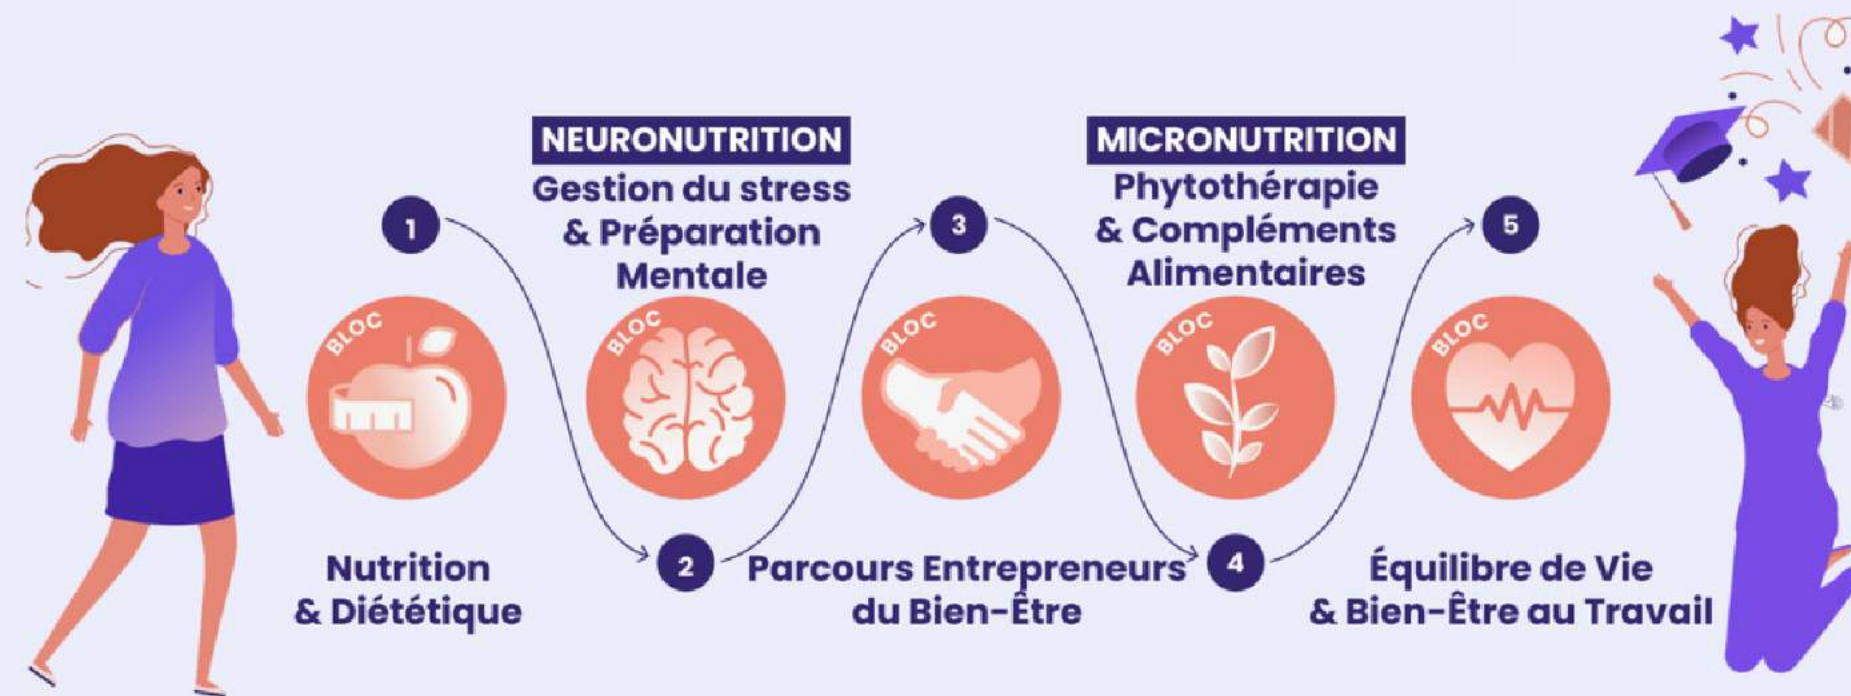 1
BLOC
Nutrition
& Diététique
NEURONUTRITION
Gestion du stress
& Préparation
Mentale
BLOC
2
3
BLOC
Parcours Entrepreneurs
du Bien-Être
MICRONUTRITION
Phytothérapie
& Compléments
Alimentaires
BLOC
4
5
BLOC
Équilibre de Vie
& Bien-Être au Travail